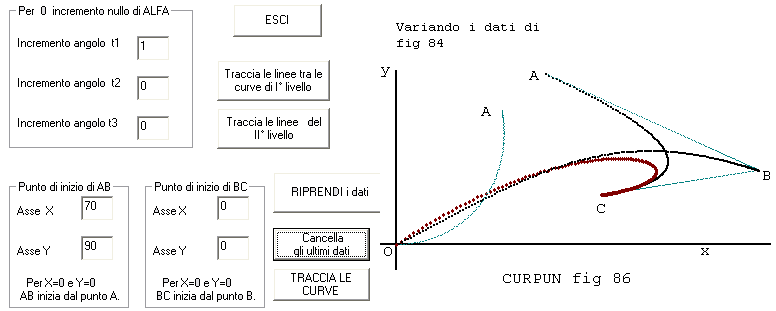 Per 0 incremento nullo di ALFA
Incremento angolo t1
1
Incremento angolo t2
0
Incremento angolo t3
0
ESCI
Traccia le linee tra le
curve di I° livello
Traccia le linee del
II° livello
Punto di inizio di AB
Asse X
70
Asse Y
90
Per X=0 e Y=0
AB inizia dal punto A.
Punto di inizio di BC
Asse X
0
Asse Y
0
Per X=0 e Y=0
BC inizia dal punto B.
RIPRENDI i dati
Cancella
gli ultimi dati
TRACCIA LE
CURVE
Variando i dati di
fig 84
Y
A
A
B
C
O
X
CURPUN fig 86